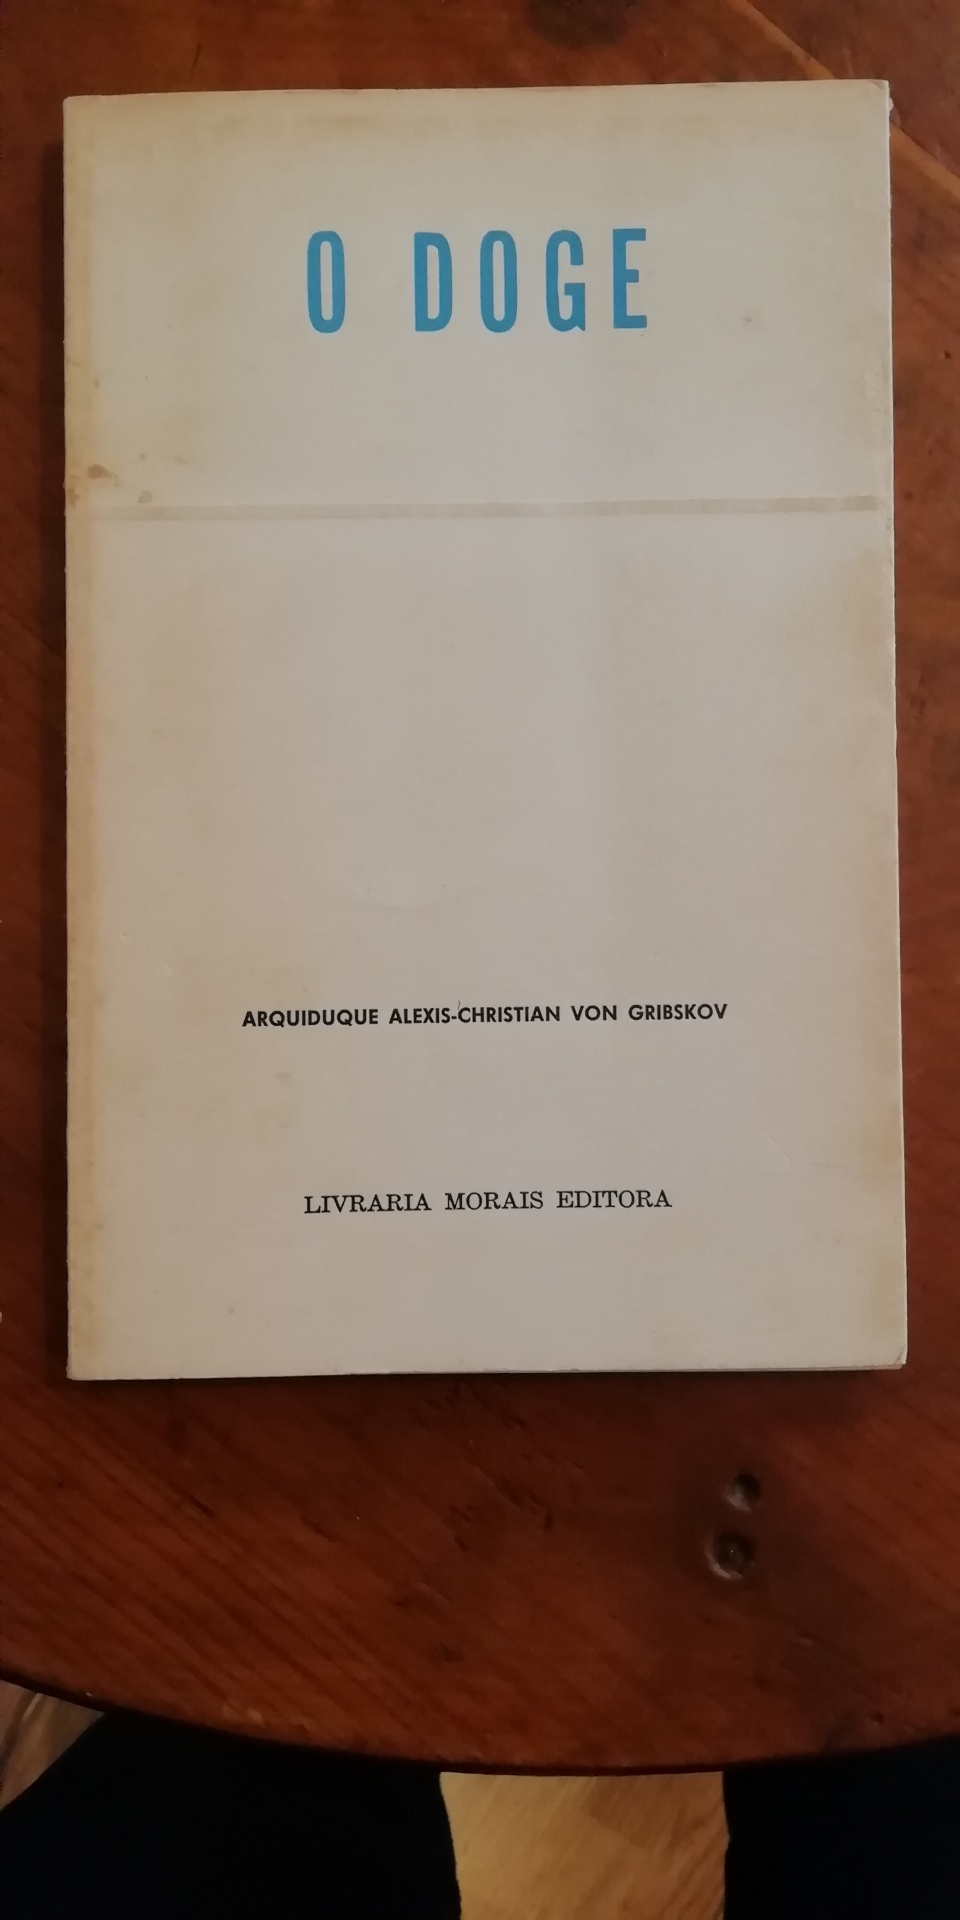 O DOGE
ARQUIDUQUE ALEXIS-CHRISTIAN VON GRIBSKOV
LIVRARIA MORAIS EDITORA